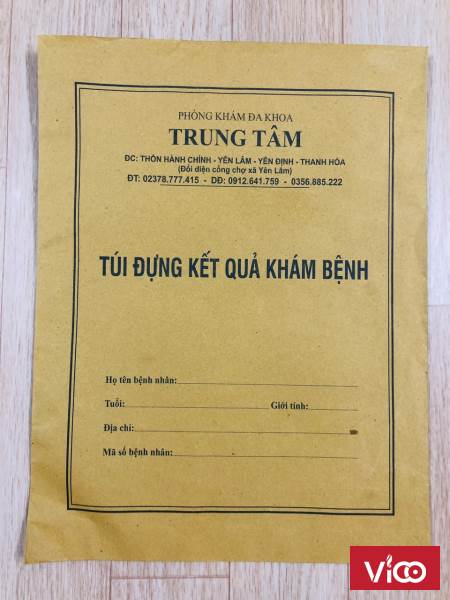 PHÒNG KHÁM ĐA KHOA
TRUNG TÂM
ĐC: THÔN HÀNH CHÍNH - YÊN LÂM - YÊN ĐỊNH - THANH HÓA
(Đối diện cổng chợ xã Yên Lâm)
ĐT: 02378.777.415 - DĐ: 0912.641.759 - 0356.885.222
TÚI ĐỰNG KẾT QUẢ KHÁM BỆNH
Họ tên bệnh nhân:
Tuổi: Giới tính:
Địa chỉ:
Mã số bệnh nhân:
Vico